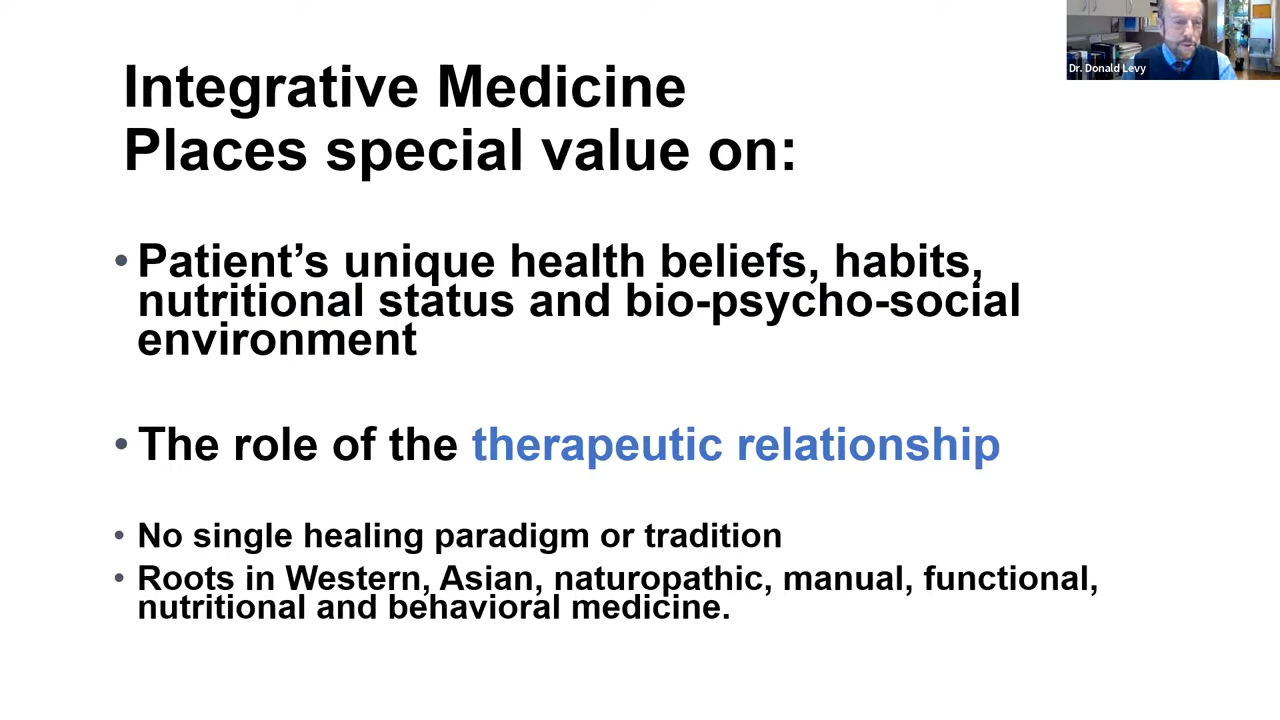 Dr. Donald Levy
Integrative Medicine
Places special value on:
• Patient’s unique health beliefs, habits,
nutritional status and bio-psycho-social
environment
• The role of the therapeutic relationship
• No single healing paradigm or tradition
• Roots in Western, Asian, naturopathic, manual, functional,
nutritional and behavioral medicine.